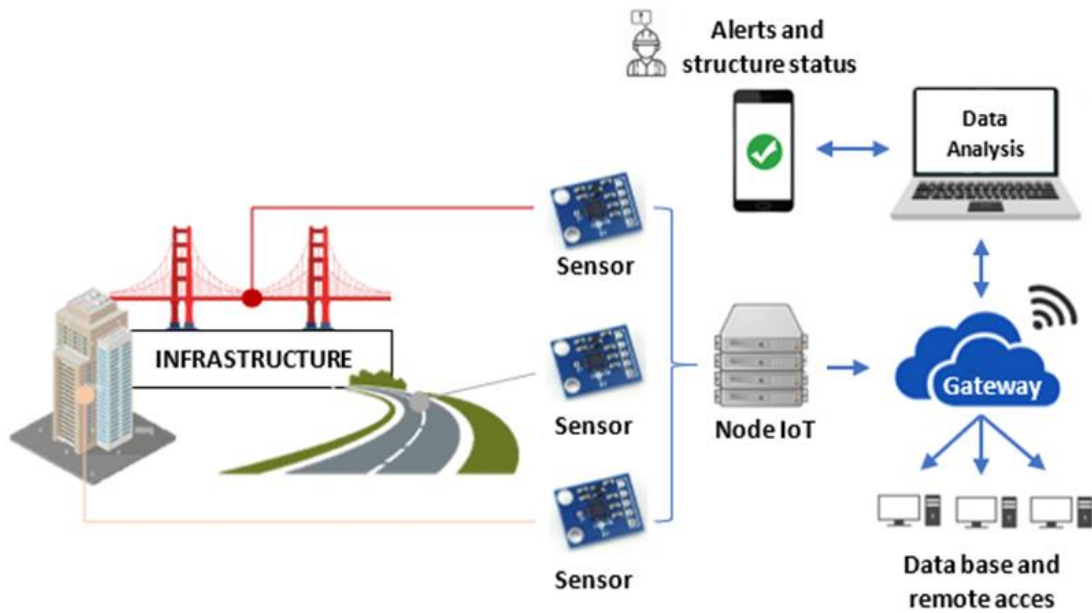 Alerts and
structure status
Data
Analysis
Sensor
INFRASTRUCTURE
Sensor
Node IoT
Gateway
Sensor
Data base and
remote acces